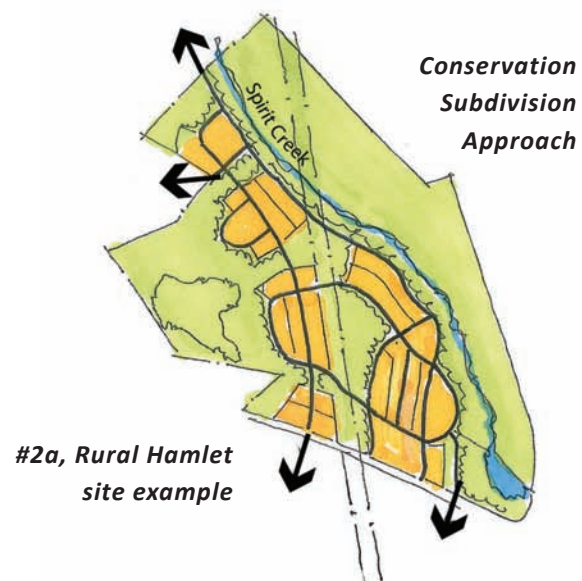 Conservation
Subdivision
Approach
Spirit Creek
#2a, Rural Hamlet
site example